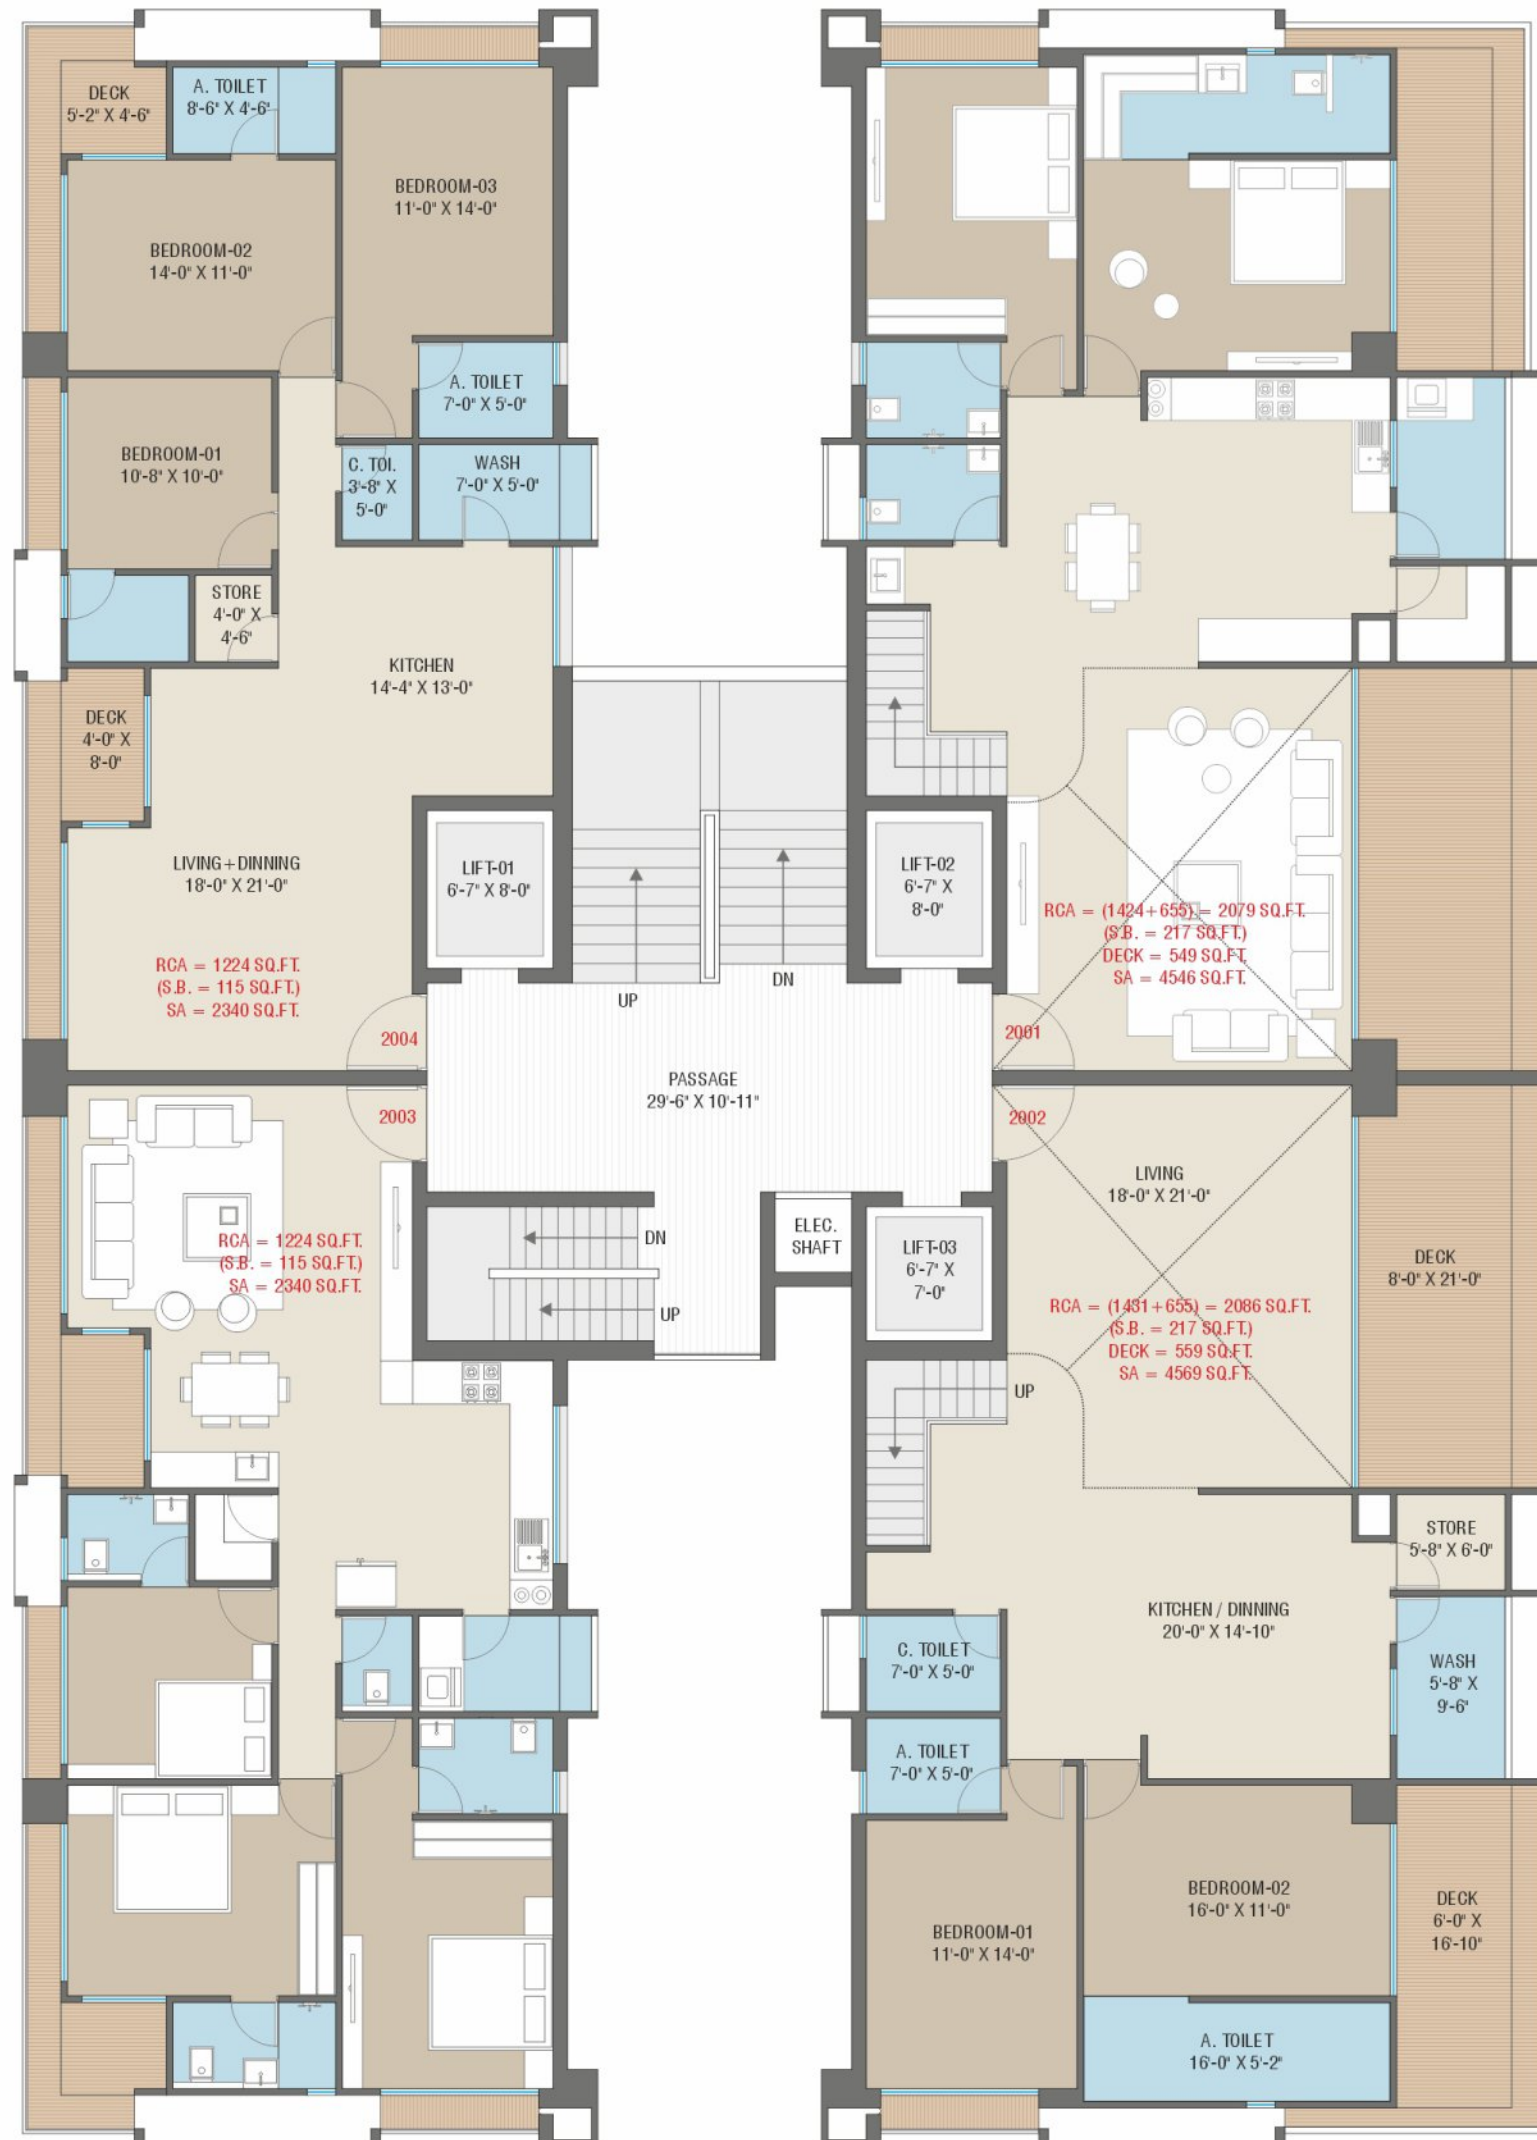 DECK
5'-2" X 4'-6"
A. TOILET
8'-6" X 4'-6"
BEDROOM-03
11'-0" X 14'-0"
BEDROOM-02
14'-0" X 11'-0"
A. TOILET
7'-0" X 5'-0"
BEDROOM-01
10'-8" X 10'-0"
C. TOI.
3'-8" X
5'-0"
WASH
7'-0" X 5'-0"
STORE
4'-0" X
4'-6"
KITCHEN
14'-4" X 13'-0"
DECK
4'-0" X
8'-0"
LIVING+DINNING
18'-0" X 21'-0"
LIFT-01
6'-7" X 8'-0"
LIFT-02
6'-7" X
8'-0"
RCA = 1224 SQ.FT.
(S.B. = 115 SQ.FT.)
SA = 2340 SQ.FT.
RCA = (1424+655) = 2079 SQ.FT.
(S.B. = 217 SQ.FT.)
DECK = 549 SQ.FT.
SA = 4546 SQ.FT.
UP
DN
2004
2001
PASSAGE
29'-6" X 10'-11"
2003
2002
LIVING
18'-0" X 21'-0"
RCA = 1224 SQ.FT.
(S.B. = 115 SQ.FT.)
SA = 2340 SQ.FT.
DN
UP
ELEC.
SHAFT
LIFT-03
6'-7" X
7'-0"
DECK
8'-0" X 21'-0"
RCA = (1431+655) = 2086 SQ.FT.
(S.B. = 217 SQ.FT.)
DECK = 559 SQ.FT.
SA = 4569 SQ.FT.
UP
STORE
5'-8" X 6'-0"
KITCHEN / DINNING
20'-0" X 14'-10"
C. TOILET
7'-0" X 5'-0"
WASH
5'-8" X
9'-6"
A. TOILET
7'-0" X 5'-0"
BEDROOM-02
16'-0" X 11'-0"
DECK
6'-0" X
16'-10"
BEDROOM-01
11'-0" X 14'-0"
A. TOILET
16'-0" X 5'-2"